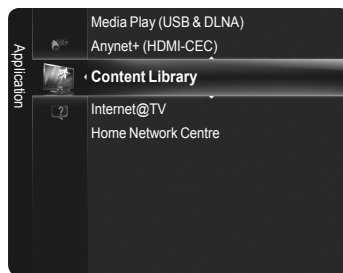 Application
Media Play (USB & DLNA)
Anynet+ (HDMI-CEC)
Content Library
Internet@TV
Home Network Centre